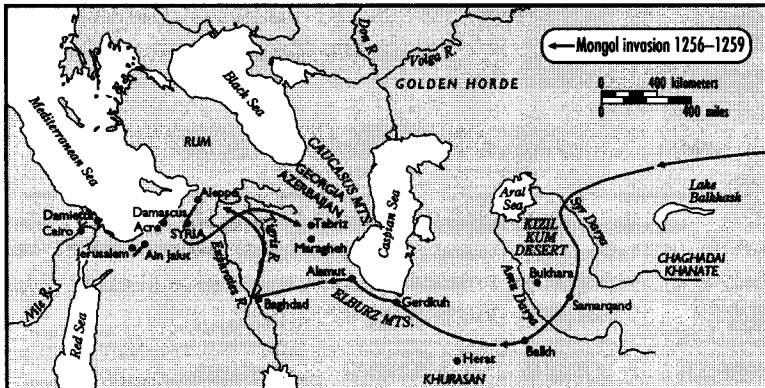 Mongol invasion 1256–1259
0 400 kilometers
0 400 miles
Don R.
Volga R.
GOLDEN HORDE
Black Sea
Mediterranean Sea
RUM
CAUCASUS MTS.
GEORGIA
AZERBAIJAN
Caspian Sea
Aral Sea
Syr Darya
Lake Balkhash
KIZIL KUM DESERT
CHAGHADAI KHANATE
Bukhara
Amu Darya
Samarqand
Aleppo
Damietta
Cairo
Damascus
Acre
SYRIA
Jerusalem
Ain Jalut
Tigris R.
Euphrates R.
Tabriz
Maragheh
Alamut
Baghdad
ELBURZ MTS.
Gerdkuh
Nile R.
Red Sea
Herat
Balkh
KHURASAN